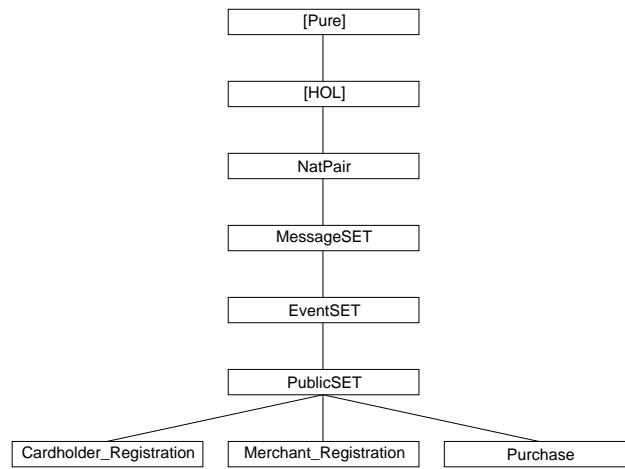 [Pure]
[HOL]
NatPair
MessageSET
EventSET
PublicSET
Cardholder_Registration
Merchant_Registration
Purchase